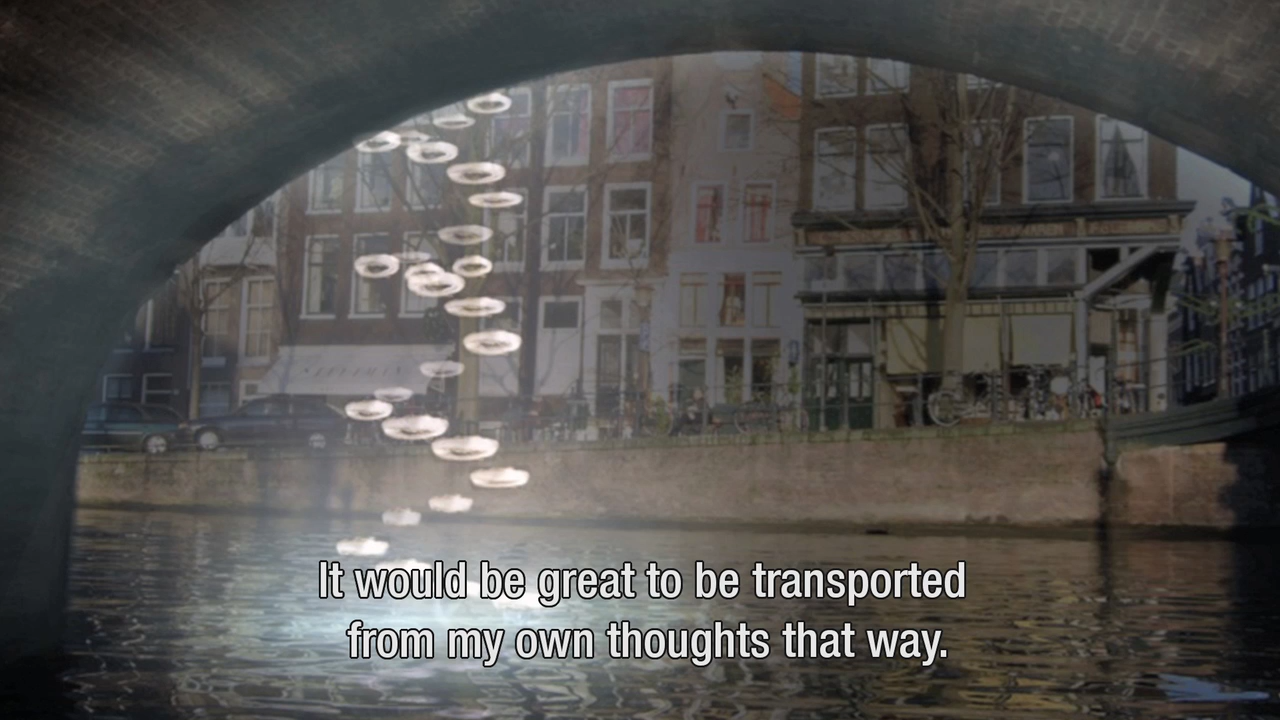 It would be great to be transported
from my own thoughts that way.